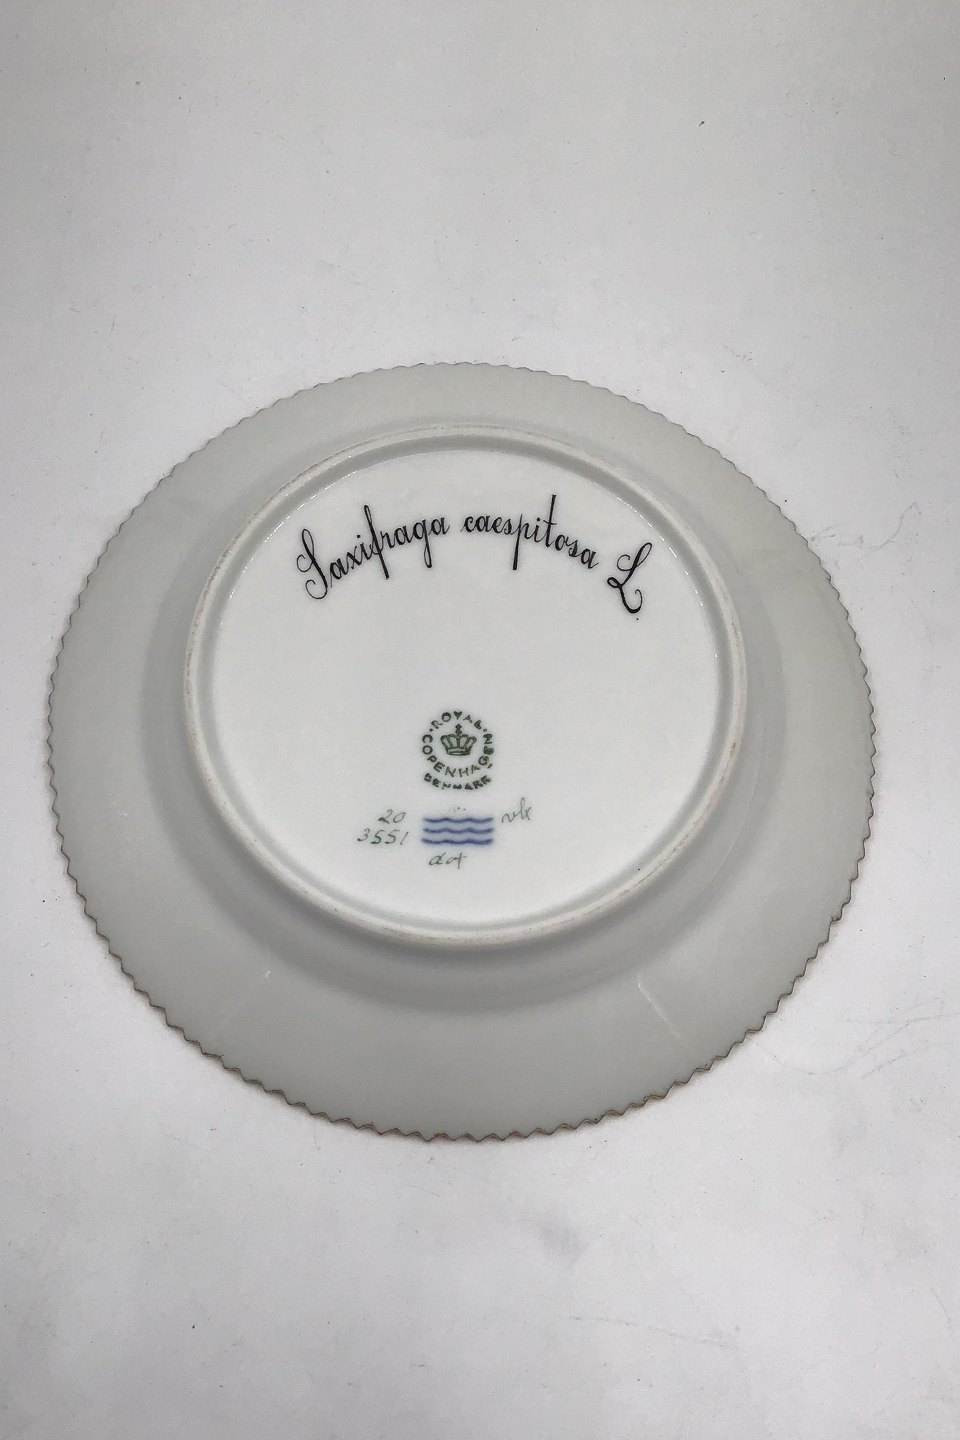 Saxifraga caespitosa L
ROYAL COPENHAGEN
DENMARK
20
3551